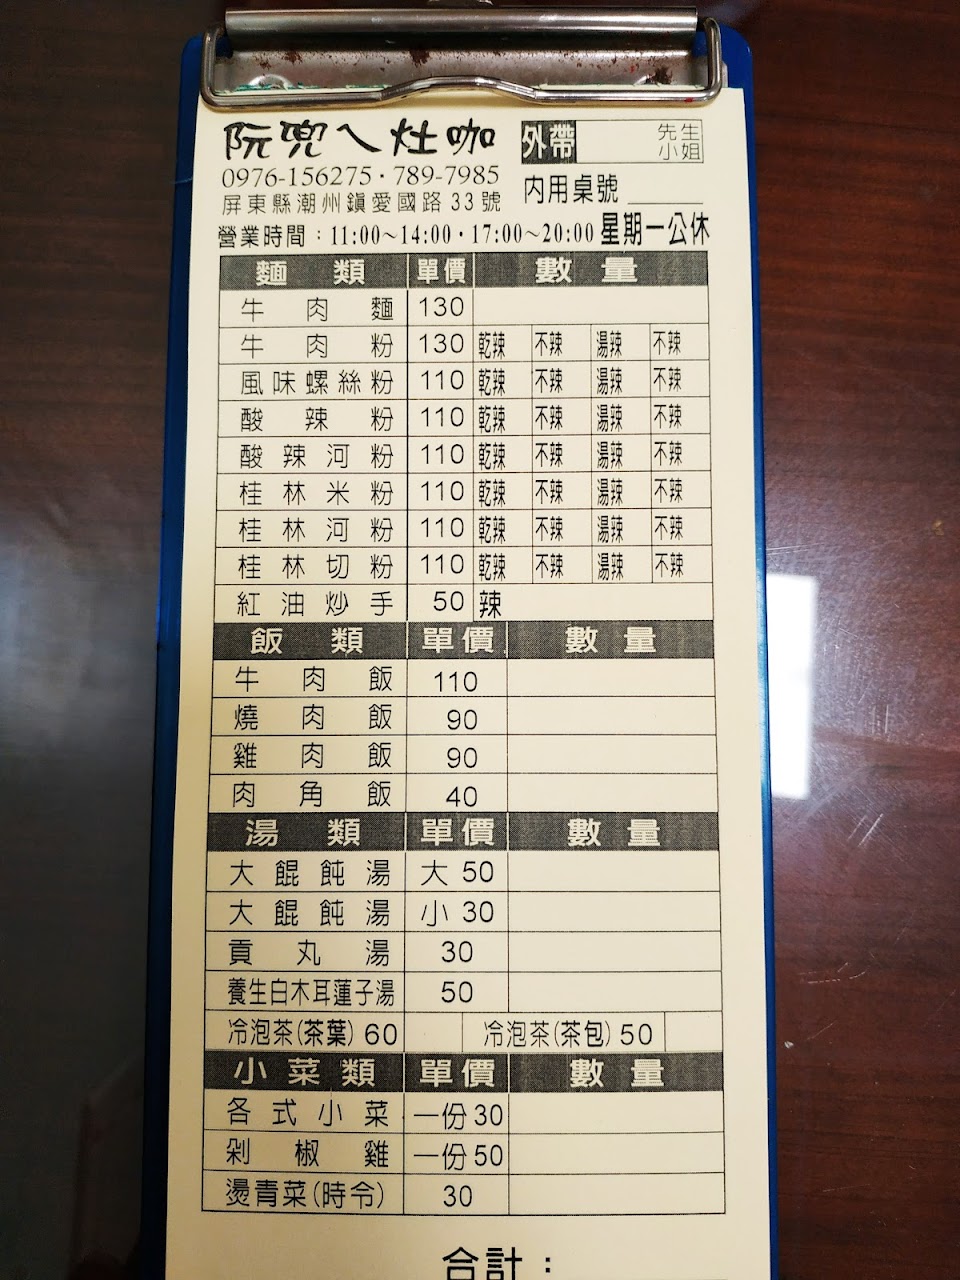 阮兜ㄟ灶咖 外帶 先生
小姐
0976-156275·789-7985
內用桌號
屏東縣潮州鎮愛國路33號
營業時間：11:00~14:00·17:00~20:00 星期一公休
麵類 單價 數量
牛肉麵 130
牛肉粉 130 乾辣 不辣 湯辣 不辣
風味螺絲粉 110 乾辣 不辣 湯辣 不辣
酸辣粉 110 乾辣 不辣 湯辣 不辣
酸辣河粉 110 乾辣 不辣 湯辣 不辣
桂林米粉 110 乾辣 不辣 湯辣 不辣
桂林河粉 110 乾辣 不辣 湯辣 不辣
桂林切粉 110 乾辣 不辣 湯辣 不辣
紅油炒手 50 辣
飯類 單價 數量
牛肉飯 110
燒肉飯 90
雞肉飯 90
肉角飯 40
湯類 單價 數量
大餛飩湯 大 50
大餛飩湯 小 30
貢丸湯 30
養生白木耳蓮子湯 50
冷泡茶(茶葉) 60 冷泡茶(茶包) 50
小菜類 單價 數量
各式小菜 一份30
剁椒雞 一份50
燙青菜(時令) 30
合計：